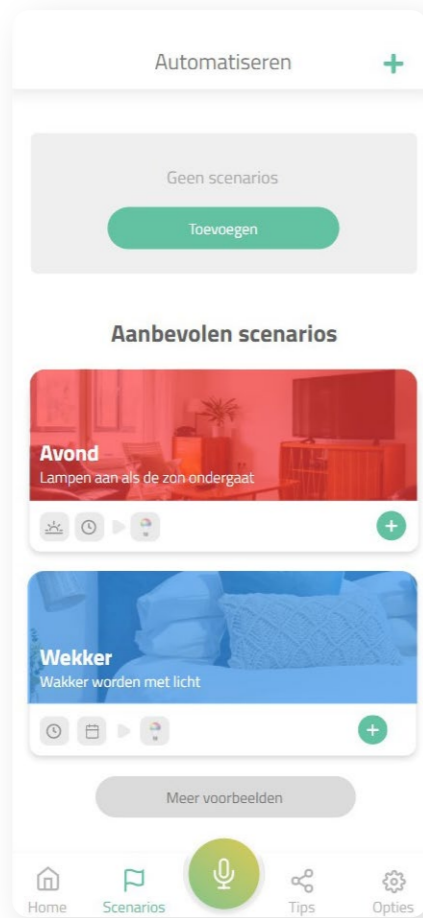 Automatiseren
Geen scenarios
Toevoegen
Aanbevolen scenarios
Avond
Lampen aan als de zon ondergaat
Wekker
Wakker worden met licht
Meer voorbeelden
Home
Scenarios
Tips
Opties